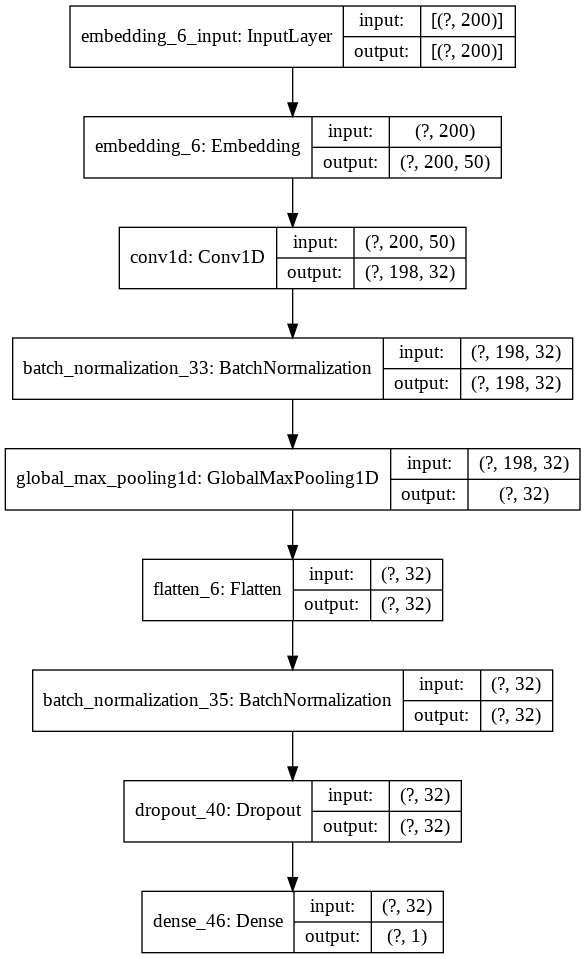 embedding_6_input: InputLayer
input: [(?, 200)]
output: [(?, 200)]
embedding_6: Embedding
input: (?, 200)
output: (?, 200, 50)
conv1d: Conv1D
input: (?, 200, 50)
output: (?, 198, 32)
batch_normalization_33: BatchNormalization
input: (?, 198, 32)
output: (?, 198, 32)
global_max_pooling1d: GlobalMaxPooling1D
input: (?, 198, 32)
output: (?, 32)
flatten_6: Flatten
input: (?, 32)
output: (?, 32)
batch_normalization_35: BatchNormalization
input: (?, 32)
output: (?, 32)
dropout_40: Dropout
input: (?, 32)
output: (?, 32)
dense_46: Dense
input: (?, 32)
output: (?, 1)